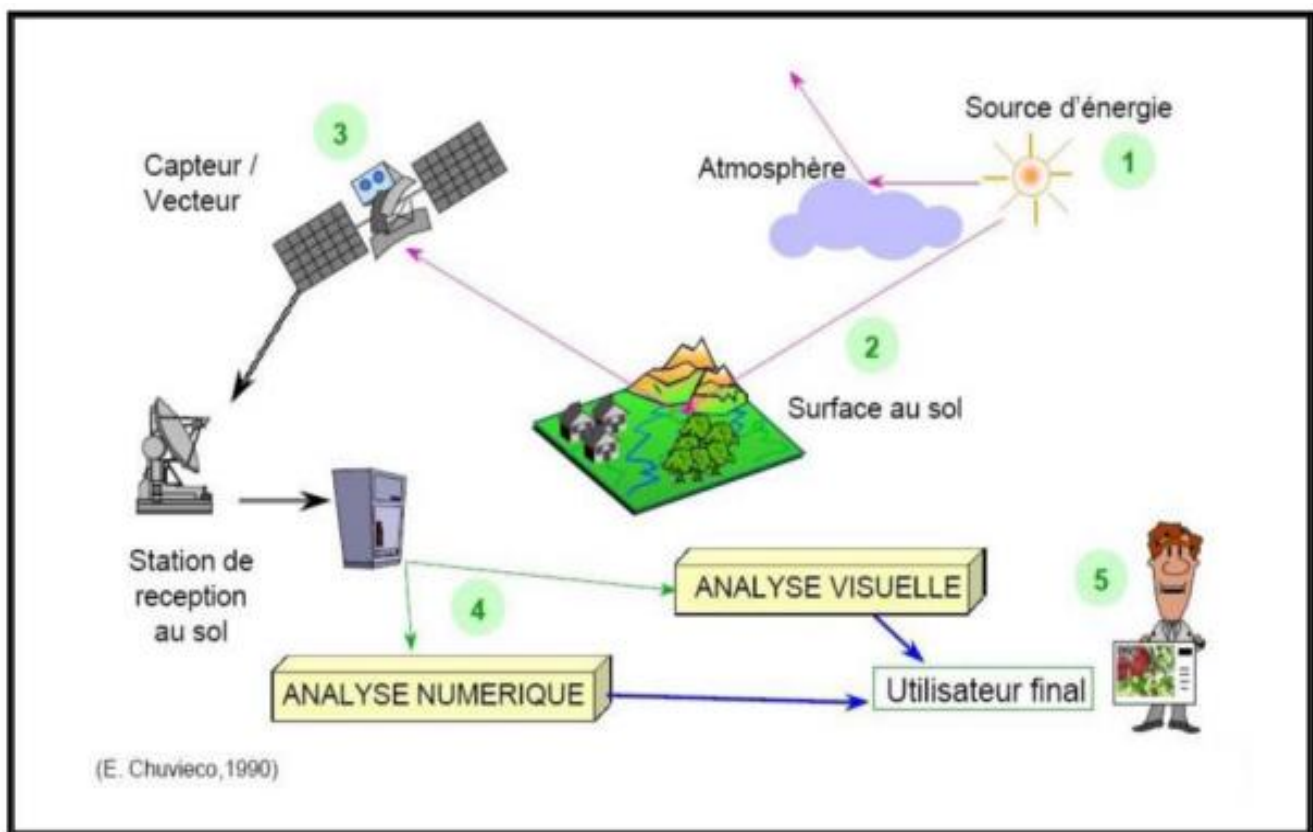 Source d'énergie
1
Atmosphère
3
Capteur /
Vecteur
2
Surface au sol
Station de
reception
au sol
4
ANALYSE VISUELLE
5
ANALYSE NUMERIQUE
Utilisateur final
(E. Chuvieco,1990)